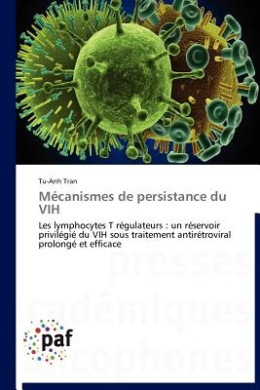 Tu-Anh Tran
Mécanismes de persistance du
VIH
Les lymphocytes T régulateurs : un réservoir
privilégié du VIH sous traitement antirétroviral
prolongé et efficace
presses
académiques
francophones
paf